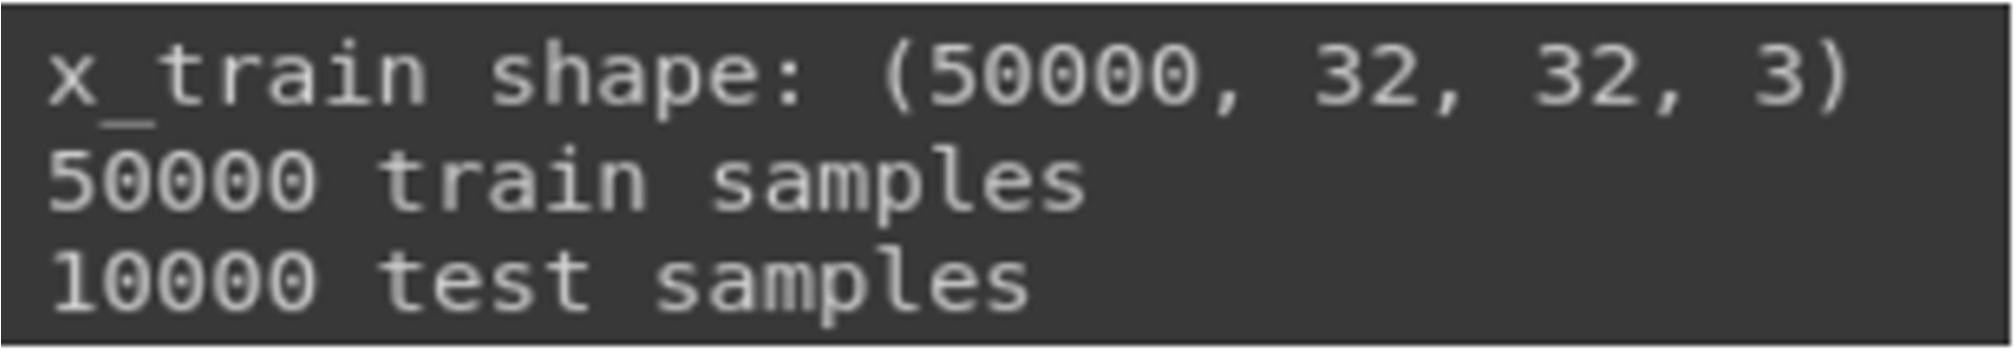 x_train shape: (50000, 32, 32, 3)
50000 train samples
10000 test samples